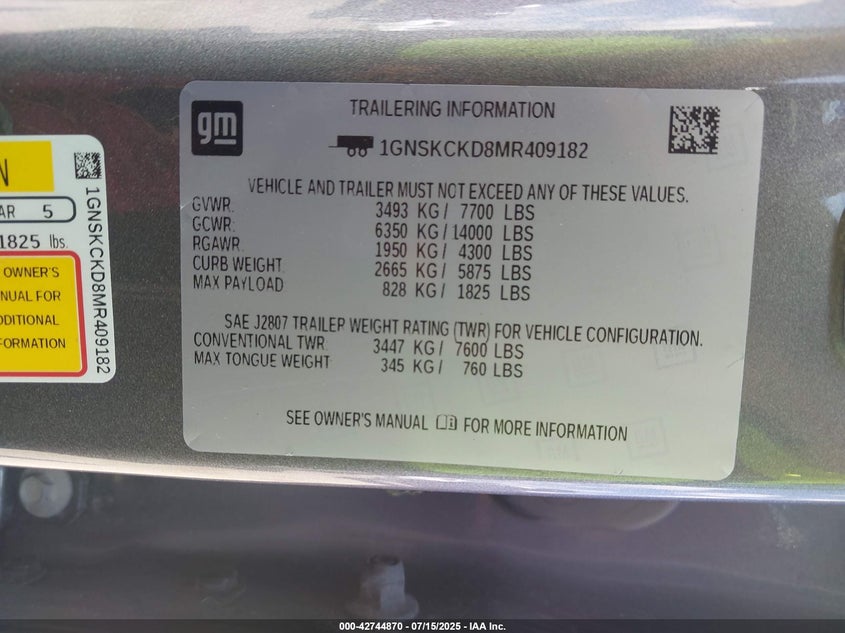 N
AR 5
1825 lbs.
OWNER'S
NUAL FOR
DDITIONAL
FORMATION
1GNSKCKD8MR409182
gm
TRAILERING INFORMATION
1GNSKCKD8MR409182
VEHICLE AND TRAILER MUST NOT EXCEED ANY OF THESE VALUES.
GVWR: 3493 KG / 7700 LBS
GCWR: 6350 KG / 14000 LBS
RGAWR: 1950 KG / 4300 LBS
CURB WEIGHT: 2665 KG / 5875 LBS
MAX PAYLOAD 828 KG / 1825 LBS
SAE J2807 TRAILER WEIGHT RATING (TWR) FOR VEHICLE CONFIGURATION.
CONVENTIONAL TWR: 3447 KG / 7600 LBS
MAX TONGUE WEIGHT: 345 KG / 760 LBS
SEE OWNER'S MANUAL FOR MORE INFORMATION
000-42744870 - 07/15/2025 - IAA Inc.